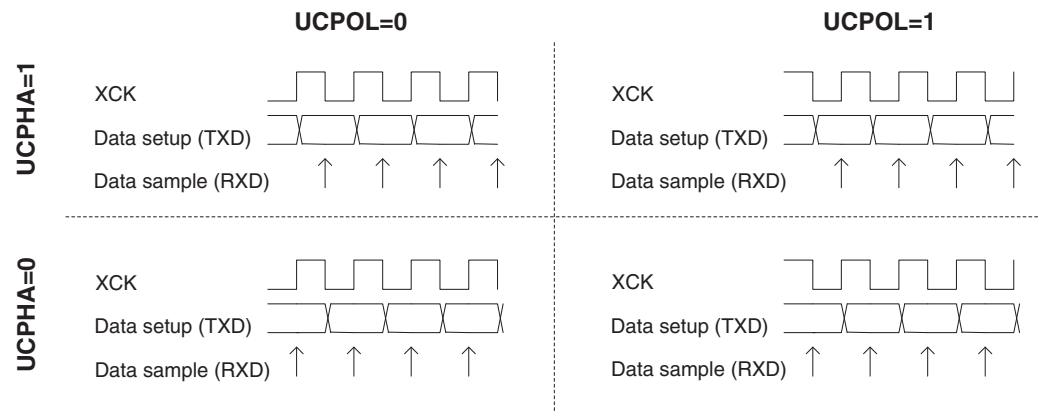 UCPOL=0
UCPOL=1
UCPHA=1
XCK
Data setup (TXD)
Data sample (RXD)
XCK
Data setup (TXD)
Data sample (RXD)
UCPHA=0
XCK
Data setup (TXD)
Data sample (RXD)
XCK
Data setup (TXD)
Data sample (RXD)